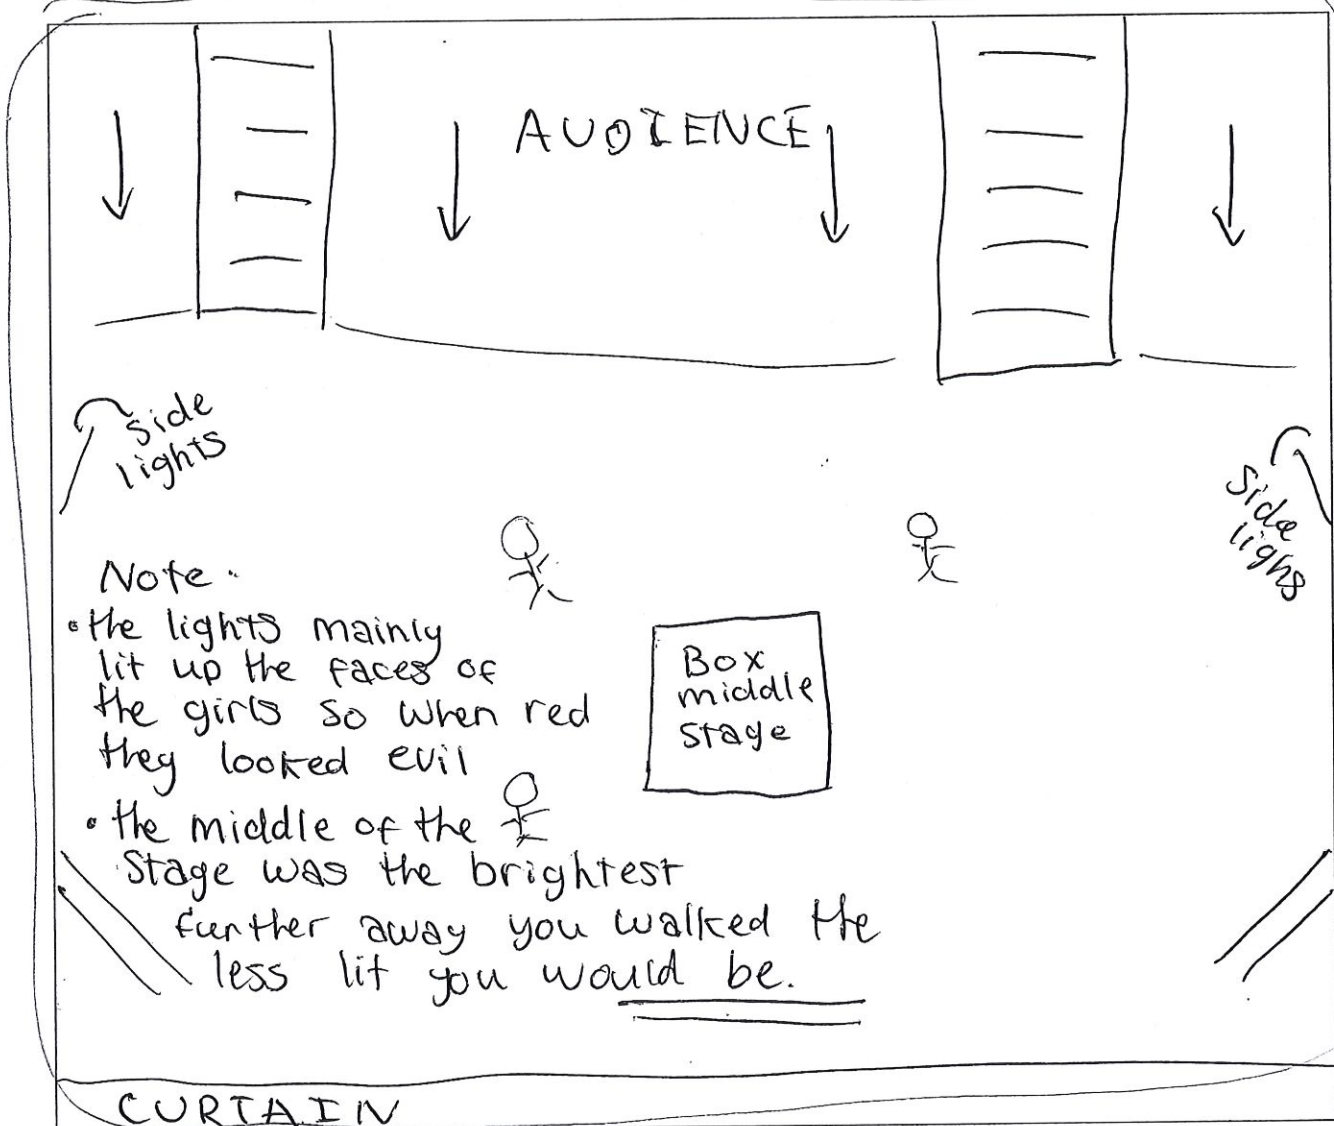 AUDIENCE
Side
lights
Side
lighs
Note.
• the lights mainly
lit up the faces of
the girls so when red
they looked evil
Box
middle
stage
• the middle of the
Stage was the brightest
further away you walked the
less lit you would be.
CURTAIN